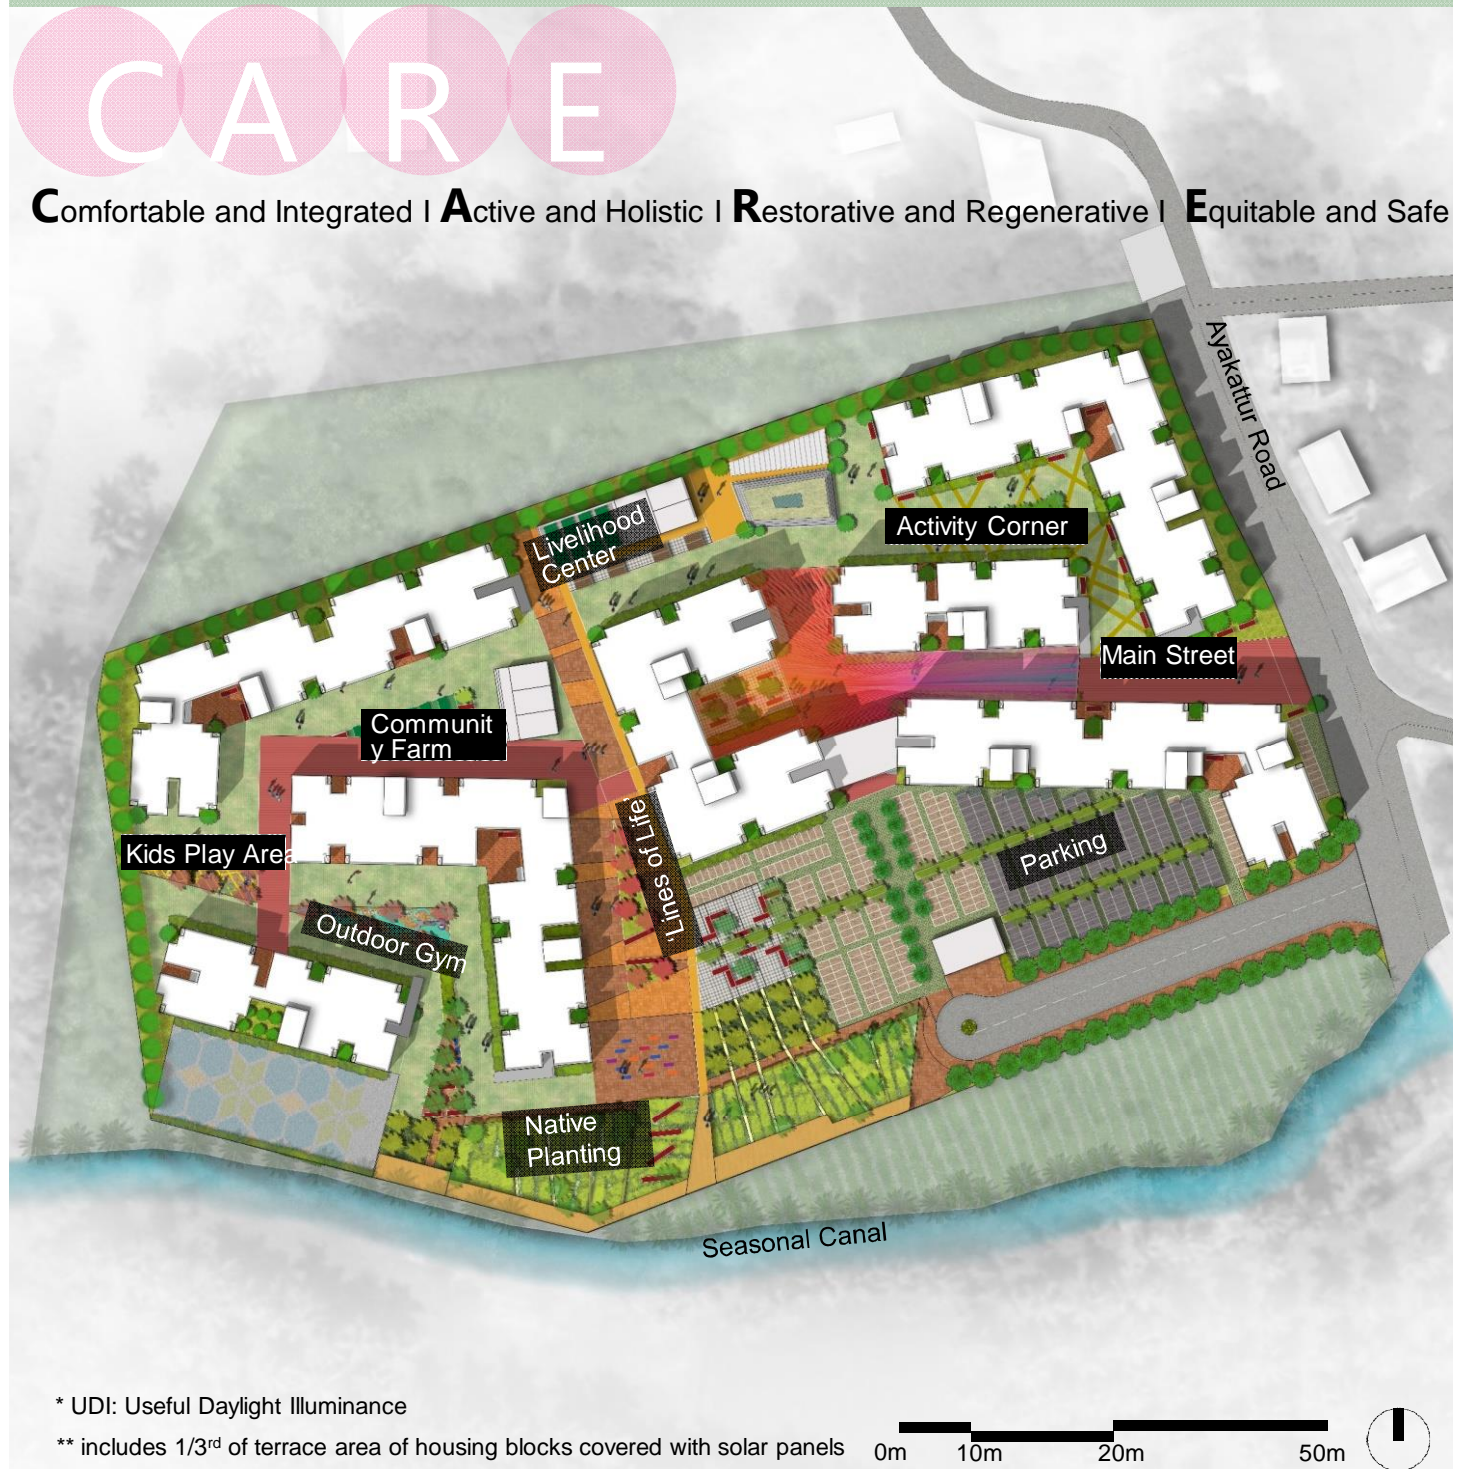 CARE
Comfortable and Integrated I Active and Holistic I Restorative and Regenerative I Equitable and Safe
Ayakattur Road
Livelihood
Center
Activity Corner
Main Street
Communit
y Farm
'Lines of Life'
Parking
Kids Play Area
Outdoor Gym
Native
Planting
Seasonal Canal
* UDI: Useful Daylight Illuminance
** includes 1/3rd of terrace area of housing blocks covered with solar panels
0m 10m 20m 50m